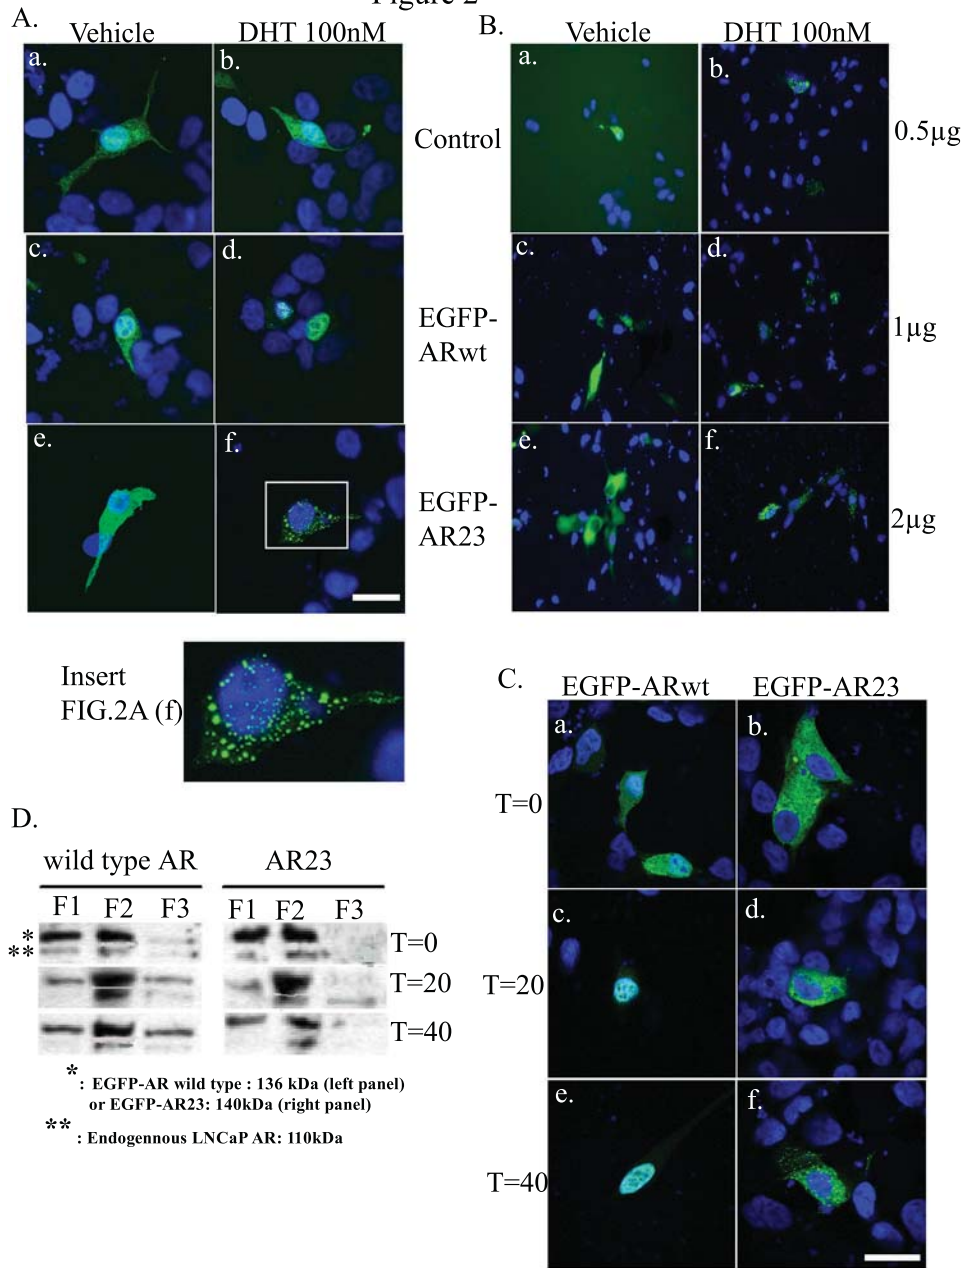 Figure 2
A.
Vehicle
DHT 100nM
a.
b.
Control
c.
d.
EGFP-
ARwt
e.
f.
EGFP-
AR23
Insert
FIG.2A (f)
B.
Vehicle
DHT 100nM
a.
b.
0.5µg
c.
d.
1µg
e.
f.
2µg
C.
EGFP-ARwt
EGFP-AR23
a.
b.
T=0
c.
d.
T=20
e.
f.
T=40
D.
wild type AR
AR23
F1 F2 F3
F1 F2 F3
*
**
T=0
T=20
T=40
* : EGFP-AR wild type : 136 kDa (left panel)
or EGFP-AR23: 140kDa (right panel)
** : Endogennous LNCaP AR: 110kDa